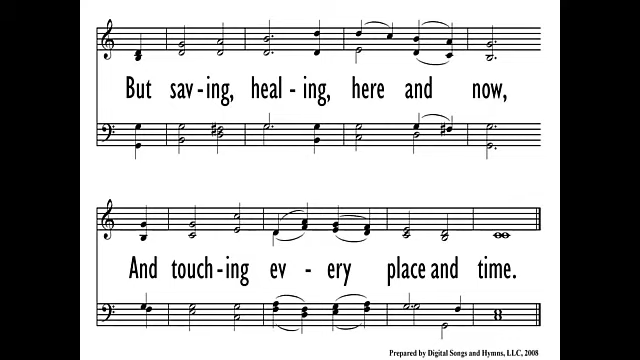 But sav - ing, heal - ing, here and now,
And touch - ing ev - ery place and time.
Prepared by Digital Songs and Hymns, LLC, 2008